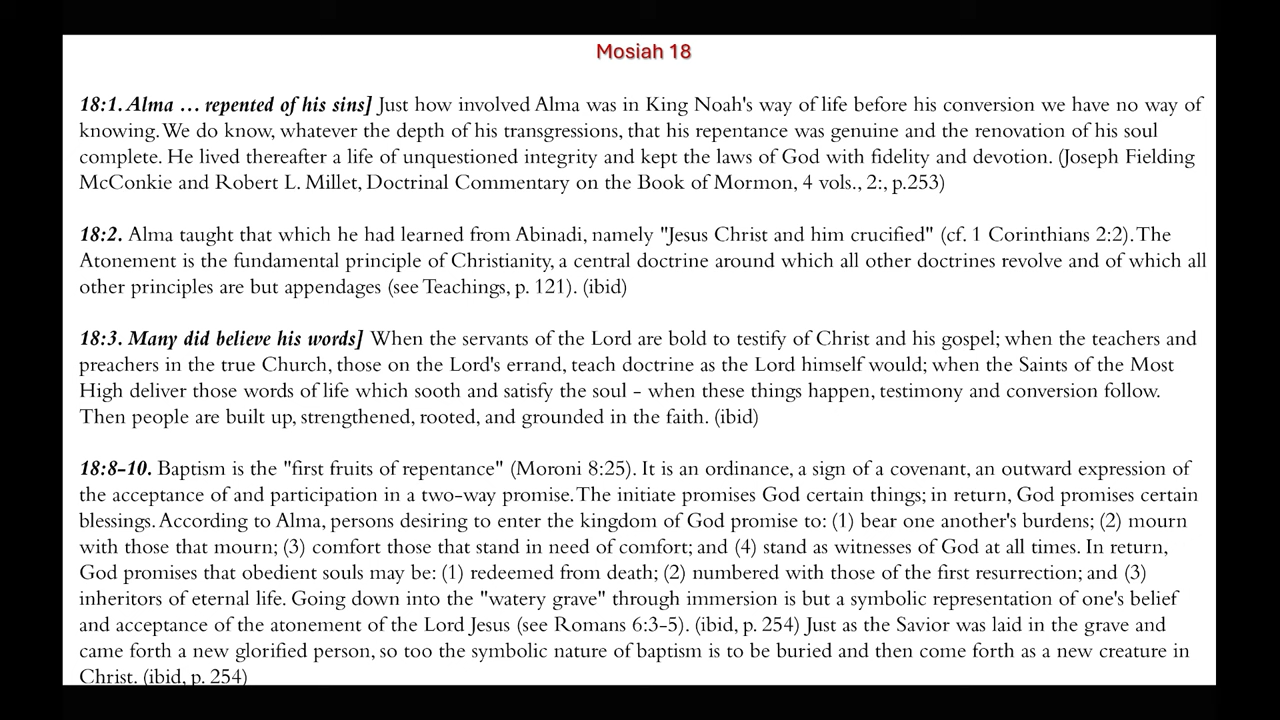 Mosiah 18
18:1. Alma ... repented of his sins] Just how involved Alma was in King Noah's way of life before his conversion we have no way of
knowing. We do know, whatever the depth of his transgressions, that his repentance was genuine and the renovation of his soul
complete. He lived thereafter a life of unquestioned integrity and kept the laws of God with fidelity and devotion. (Joseph Fielding
McConkie and Robert L. Millet, Doctrinal Commentary on the Book of Mormon, 4 vols., 2:, p.253)
18:2. Alma taught that which he had learned from Abinadi, namely "Jesus Christ and him crucified" (cf. 1 Corinthians 2:2). The
Atonement is the fundamental principle of Christianity, a central doctrine around which all other doctrines revolve and of which all
other principles are but appendages (see Teachings, p. 121). (ibid)
18:3. Many did believe his words] When the servants of the Lord are bold to testify of Christ and his gospel; when the teachers and
preachers in the true Church, those on the Lord's errand, teach doctrine as the Lord himself would; when the Saints of the Most
High deliver those words of life which sooth and satisfy the soul - when these things happen, testimony and conversion follow.
Then people are built up, strengthened, rooted, and grounded in the faith. (ibid)
18:8-10. Baptism is the "first fruits of repentance" (Moroni 8:25). It is an ordinance, a sign of a covenant, an outward expression of
the acceptance of and participation in a two-way promise. The initiate promises God certain things; in return, God promises certain
blessings. According to Alma, persons desiring to enter the kingdom of God promise to: (1) bear one another's burdens; (2) mourn
with those that mourn; (3) comfort those that stand in need of comfort; and (4) stand as witnesses of God at all times. In return,
God promises that obedient souls may be: (1) redeemed from death; (2) numbered with those of the first resurrection; and (3)
inheritors of eternal life. Going down into the "watery grave" through immersion is but a symbolic representation of one's belief
and acceptance of the atonement of the Lord Jesus (see Romans 6:3-5). (ibid, p. 254) Just as the Savior was laid in the grave and
came forth a new glorified person, so too the symbolic nature of baptism is to be buried and then come forth as a new creature in
Christ. (ibid, p. 254)